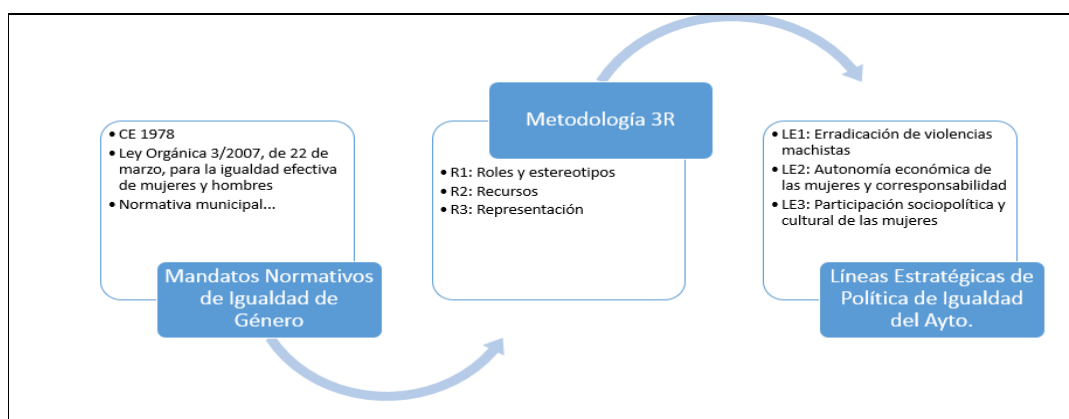 • CE 1978
• Ley Orgánica 3/2007, de 22 de
marzo, para la igualdad efectiva
de mujeres y hombres
• Normativa municipal...
Mandatos Normativos
de Igualdad de
Género
Metodología 3R
• R1: Roles y estereotipos
• R2: Recursos
• R3: Representación
• LE1: Erradicación de violencias
machistas
• LE2: Autonomía económica de
las mujeres y corresponsabilidad
• LE3: Participación sociopolítica y
cultural de las mujeres
Líneas Estratégicas de
Política de Igualdad
del Ayto.